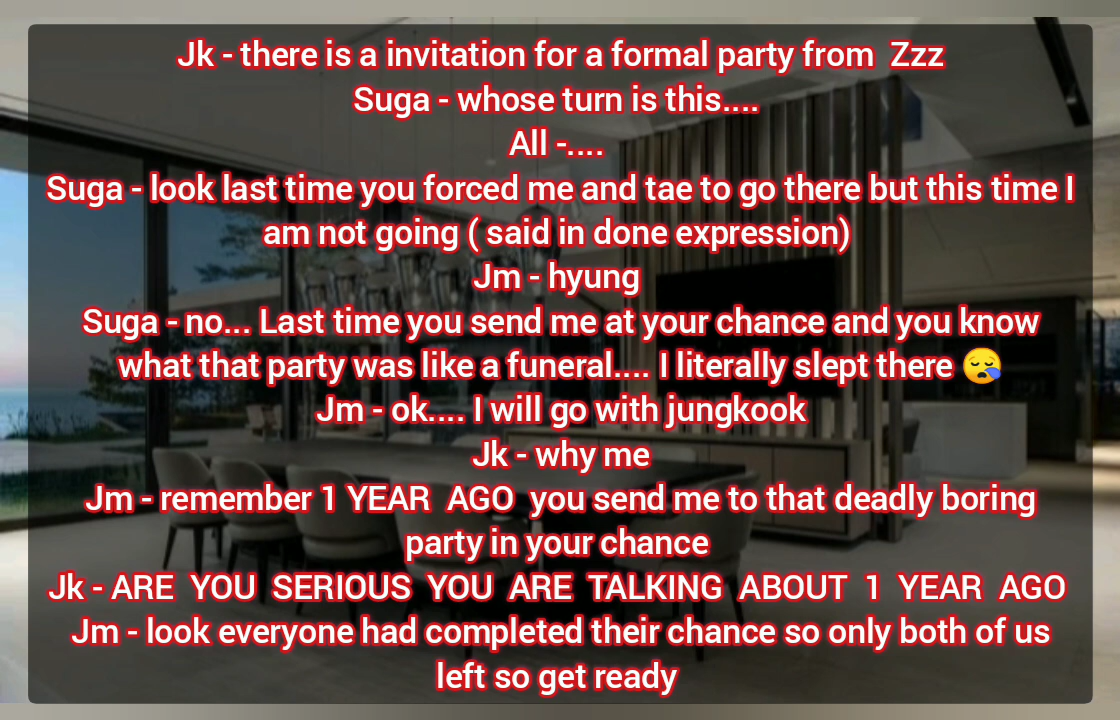 Jk - there is a invitation for a formal party from  Zzz
Suga - whose turn is this....
All -....
Suga - look last time you forced me and tae to go there but this time I
am not going ( said in done expression)
Jm - hyung
Suga - no... Last time you send me at your chance and you know
what that party was like a funeral.... I literally slept there 😪
Jm - ok.... I will go with jungkook
Jk - why me
Jm - remember 1 YEAR  AGO  you send me to that deadly boring
party in your chance
Jk - ARE  YOU  SERIOUS  YOU  ARE  TALKING  ABOUT  1  YEAR  AGO
Jm - look everyone had completed their chance so only both of us
left so get ready